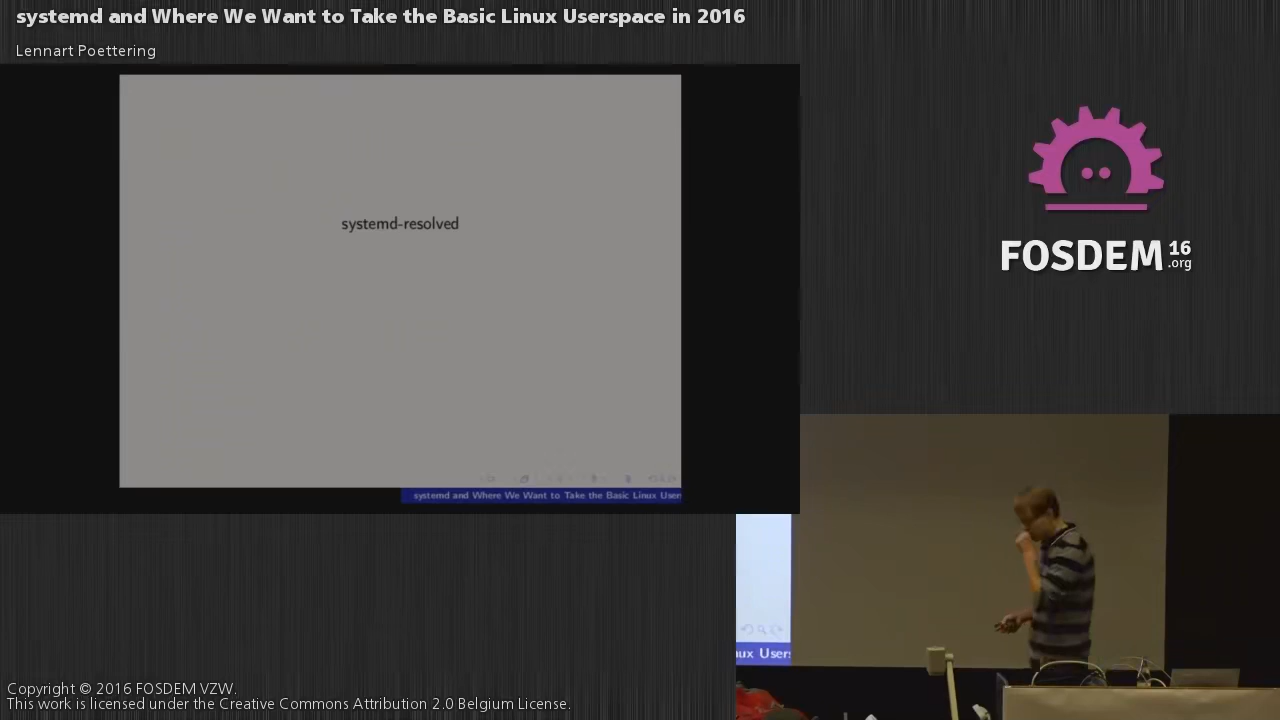 systemd and Where We Want to Take the Basic Linux Userspace in 2016
Lennart Poettering
systemd-resolved
systemd and Where We Want to Take the Basic Linux User
FOSDEM 16
.org
nux Users
Copyright © 2016 FOSDEM VZW.
This work is licensed under the Creative Commons Attribution 2.0 Belgium License.